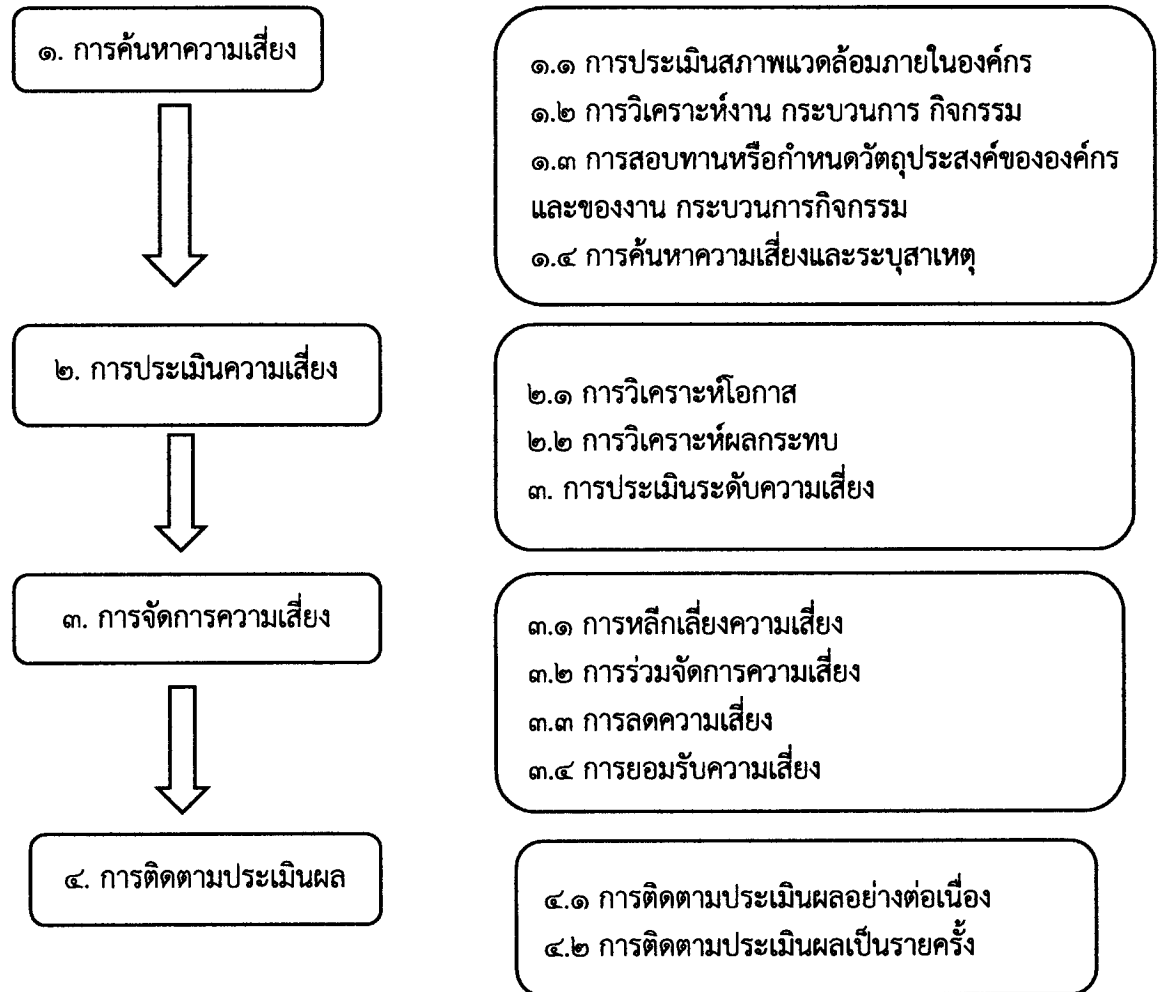 ๑. การค้นหาความเสี่ยง
๑.๑ การประเมินสภาพแวดล้อมภายในองค์กร
๑.๒ การวิเคราะห์งาน กระบวนการ กิจกรรม
๑.๓ การสอบทานหรือกำหนดวัตถุประสงค์ขององค์กร
และของงาน กระบวนการกิจกรรม
๑.๔ การค้นหาความเสี่ยงและระบุสาเหตุ
๒. การประเมินความเสี่ยง
๒.๑ การวิเคราะห์โอกาส
๒.๒ การวิเคราะห์ผลกระทบ
๓. การประเมินระดับความเสี่ยง
๓. การจัดการความเสี่ยง
๓.๑ การหลีกเลี่ยงความเสี่ยง
๓.๒ การร่วมจัดการความเสี่ยง
๓.๓ การลดความเสี่ยง
๓.๔ การยอมรับความเสี่ยง
๔. การติดตามประเมินผล
๔.๑ การติดตามประเมินผลอย่างต่อเนื่อง
๔.๒ การติดตามประเมินผลเป็นรายครั้ง